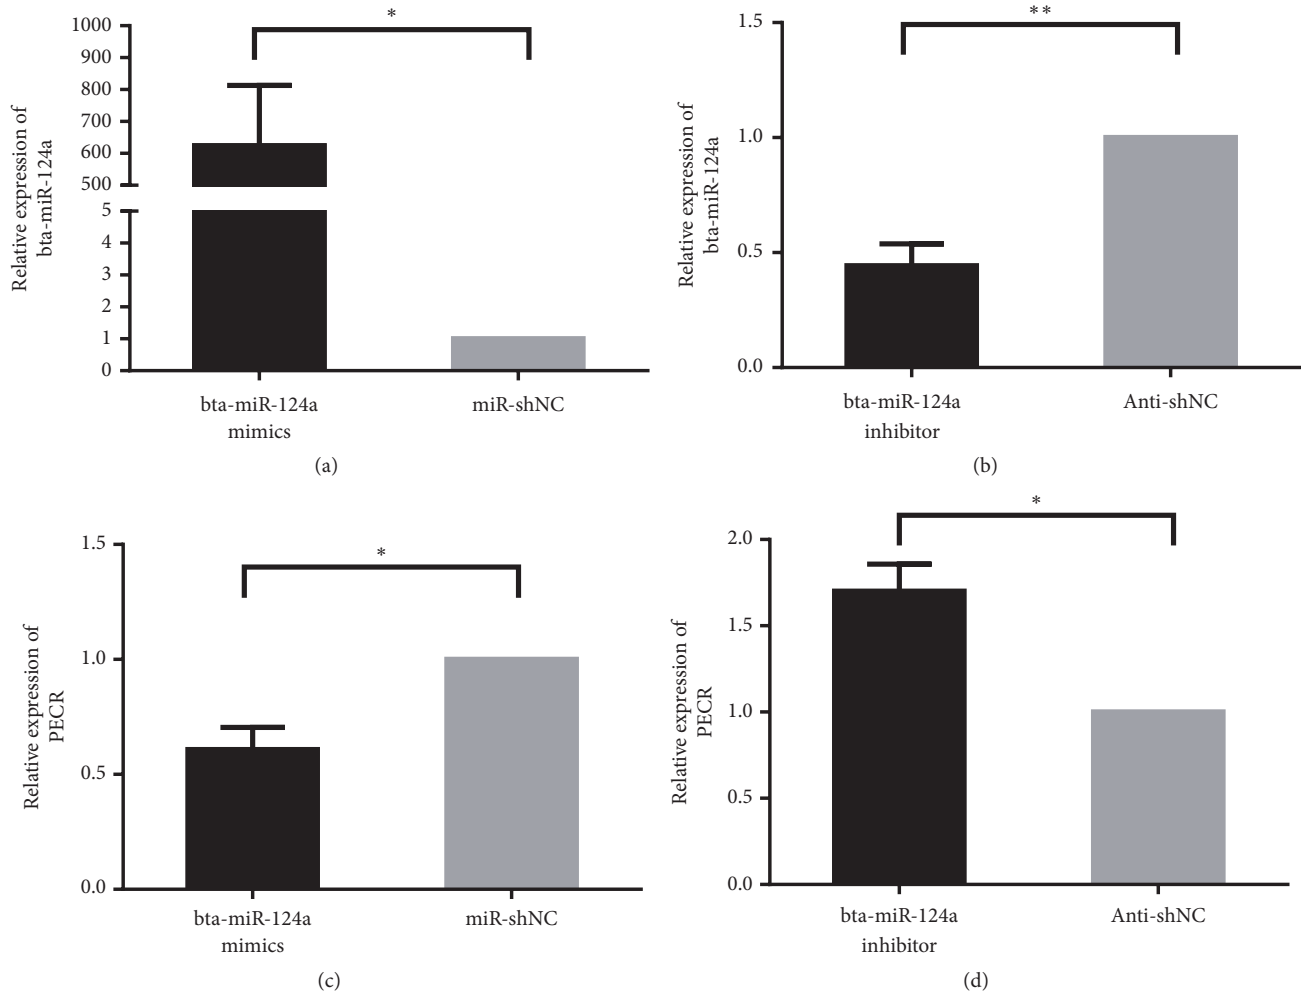 *
1000
900
800
700
600
500
5
4
3
2
1
0
Relative expression of
bta-miR-124a
bta-miR-124a
mimics
miR-shNC
(a)
**
1.5
1.0
0.5
0.0
Relative expression of
bta-miR-124a
bta-miR-124a
inhibitor
Anti-shNC
(b)
*
1.5
1.0
0.5
0.0
Relative expression of
PECR
bta-miR-124a
mimics
miR-shNC
(c)
*
2.0
1.5
1.0
0.5
0.0
Relative expression of
PECR
bta-miR-124a
inhibitor
Anti-shNC
(d)